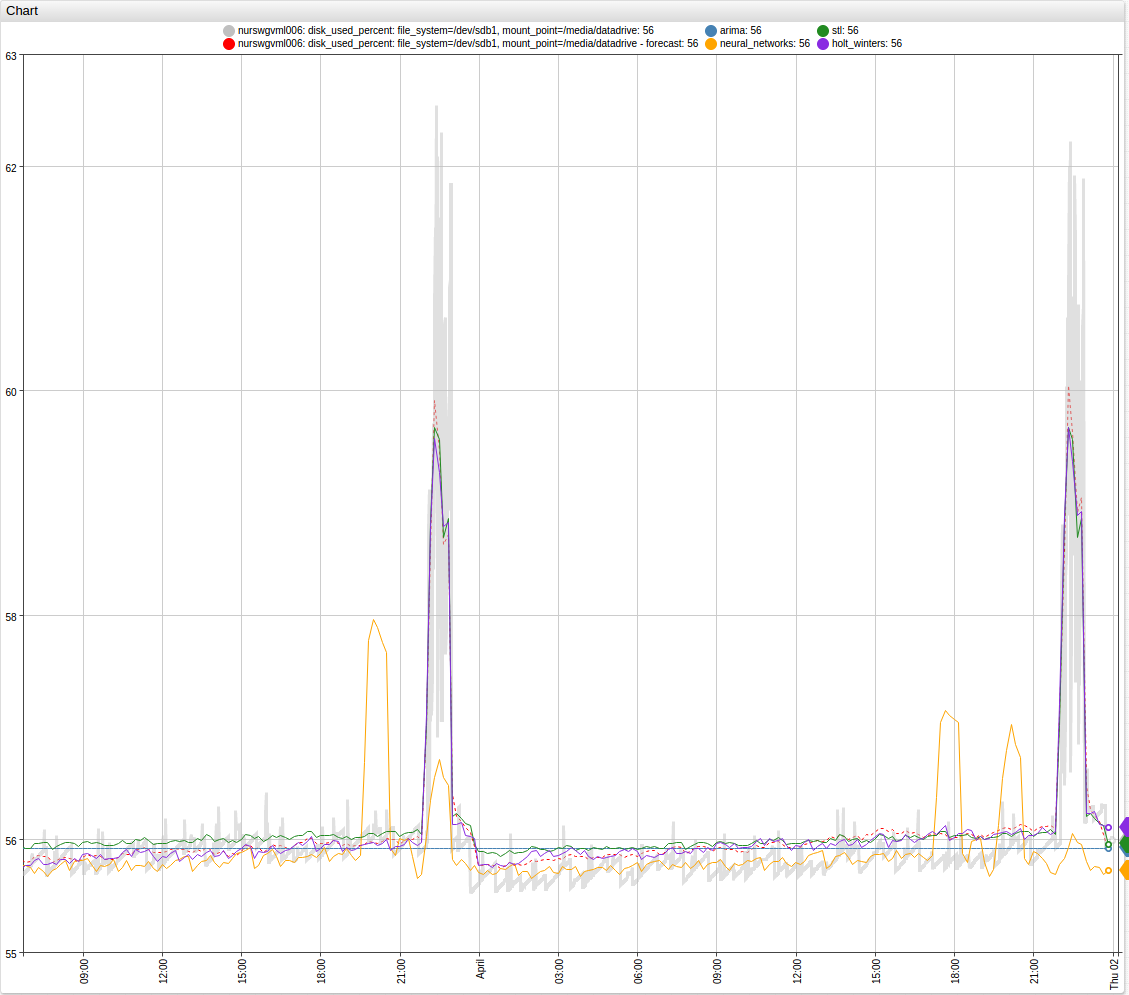 Chart
nurswgvml006: disk_used_percent: file_system=/dev/sdb1, mount_point=/media/datadrive: 56 arima: 56 stl: 56
nurswgvml006: disk_used_percent: file_system=/dev/sdb1, mount_point=/media/datadrive - forecast: 56 neural_networks: 56 holt_winters: 56
63
62
60
58
56
55
09:00 12:00 15:00 18:00 21:00 April 03:00 06:00 09:00 12:00 15:00 18:00 21:00 Thu 02